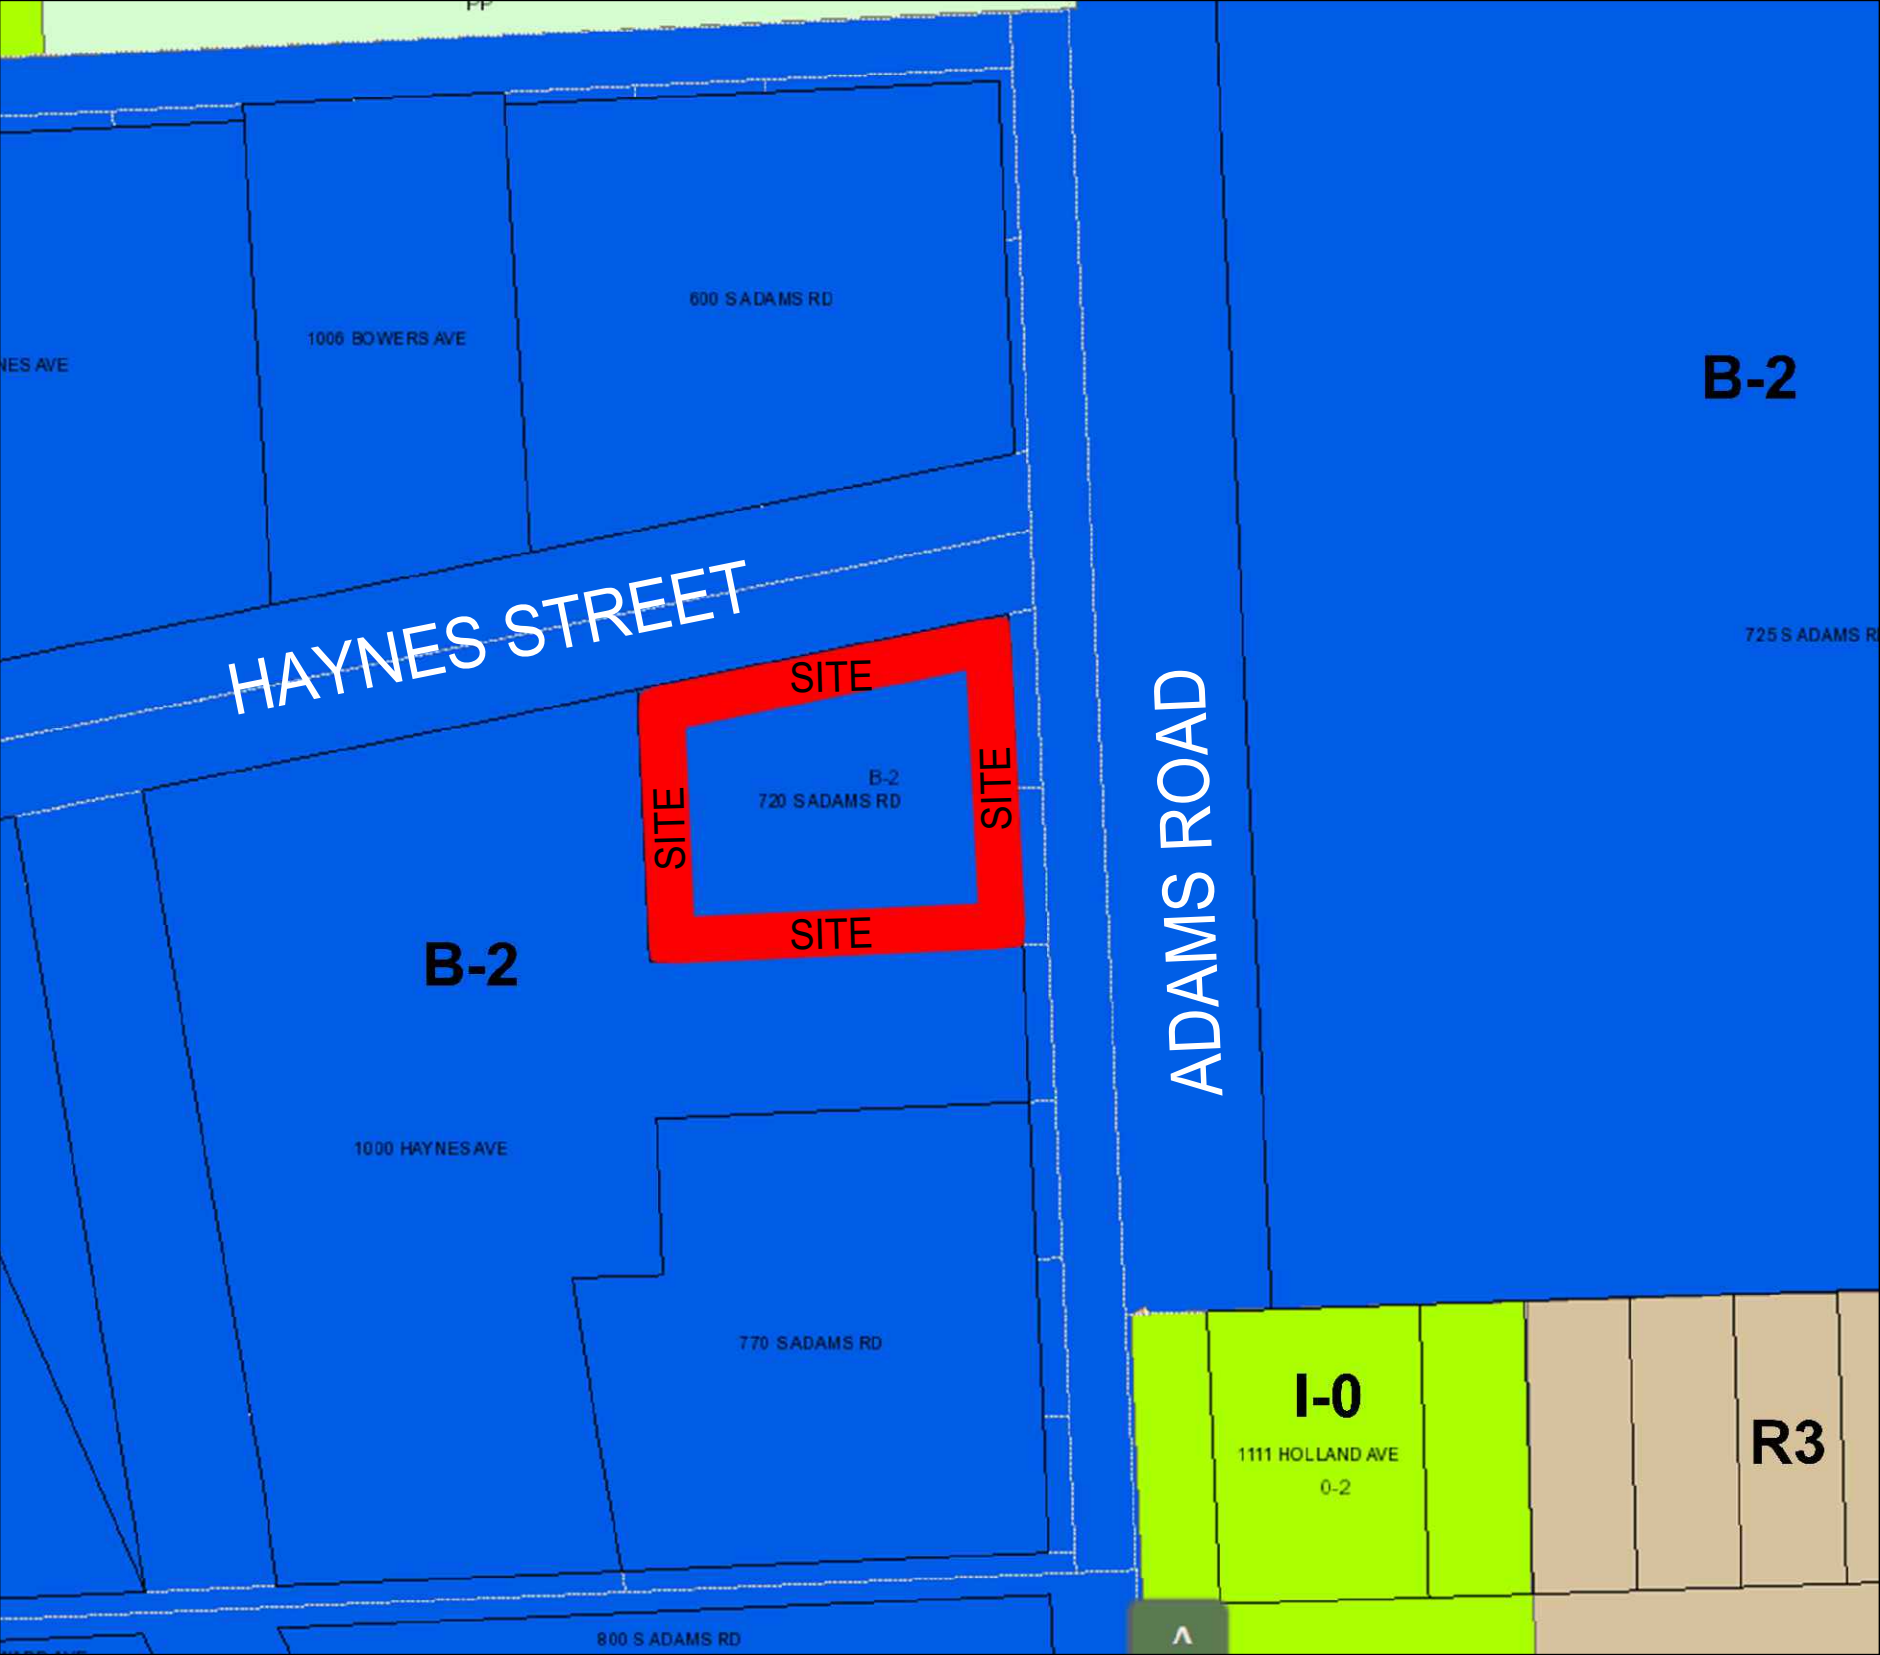 PP
600 S ADAMS RD
1006 BOWERS AVE
NES AVE
B-2
HAYNES STREET
725 S ADAMS R
SITE
SITE
SITE
SITE
B-2
720 S ADAMS RD
ADAMS ROAD
B-2
1000 HAYNES AVE
770 S ADAMS RD
I-0
1111 HOLLAND AVE
0-2
R3
800 S ADAMS RD
^